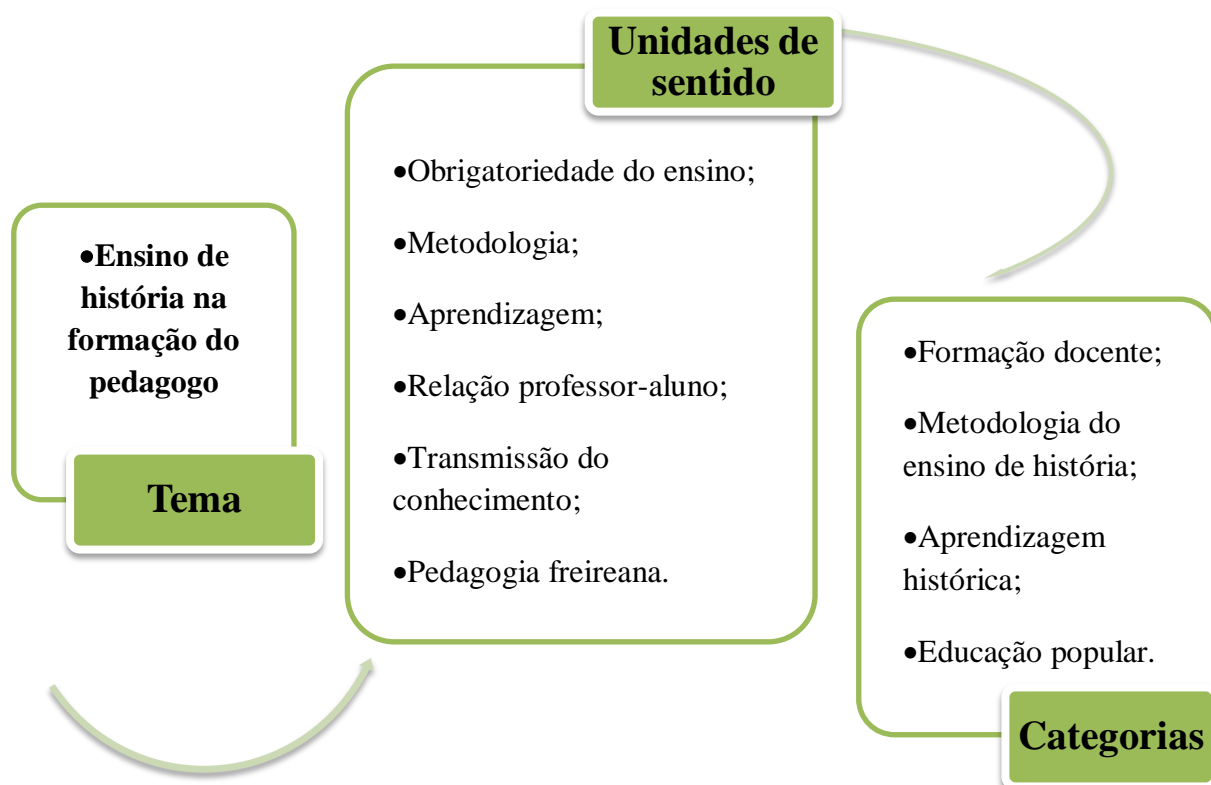 •Ensino de
história na
formação do
pedagogo
Tema
Unidades de
sentido
•Obrigatoriedade do ensino;
•Metodologia;
•Aprendizagem;
•Relação professor-aluno;
•Transmissão do
conhecimento;
•Pedagogia freireana.
•Formação docente;
•Metodologia do
ensino de história;
•Aprendizagem
histórica;
•Educação popular.
Categorias